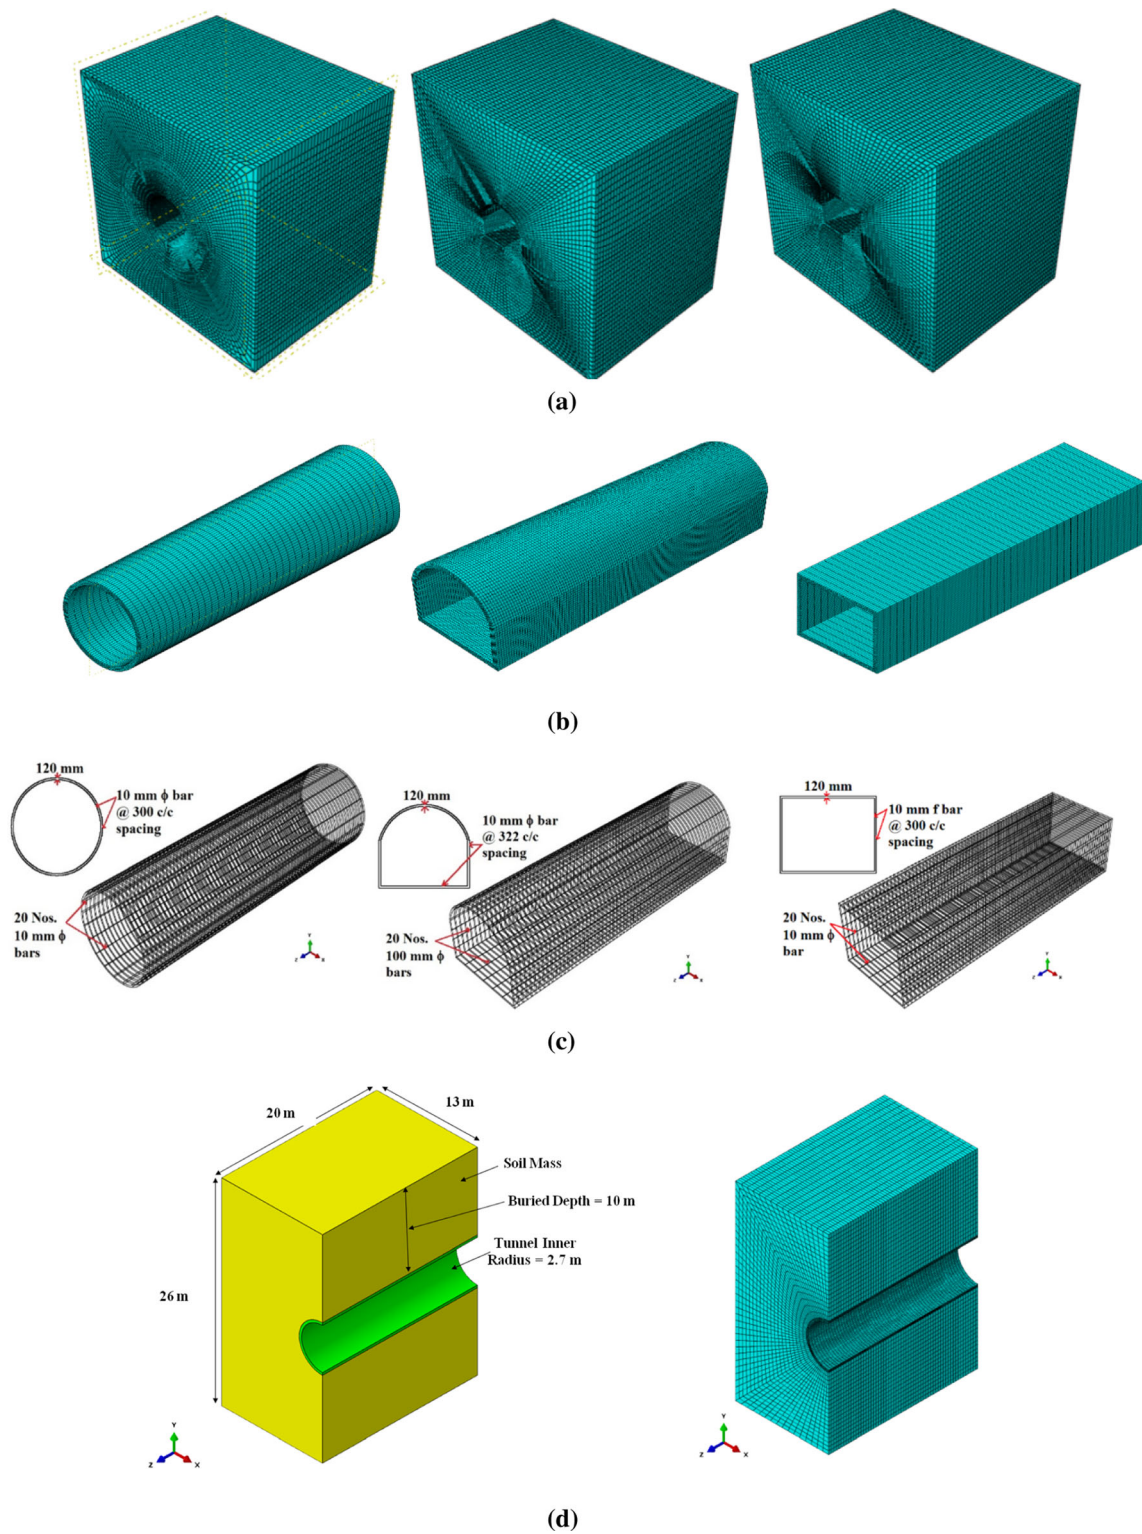 (a)
(b)
120 mm
10 mm ϕ bar
@ 300 c/c
spacing
20 Nos.
10 mm ϕ
bars
Y
Z
X
120 mm
10 mm ϕ bar
@ 322 c/c
spacing
20 Nos.
100 mm ϕ
bars
Y
Z
X
120 mm
10 mm f bar
@ 300 c/c
spacing
20 Nos.
10 mm ϕ
bar
Y
Z
X
(c)
20 m
13 m
Soil Mass
Buried Depth = 10 m
Tunnel Inner
Radius = 2.7 m
26 m
Y
Z
X
Y
Z
X
(d)